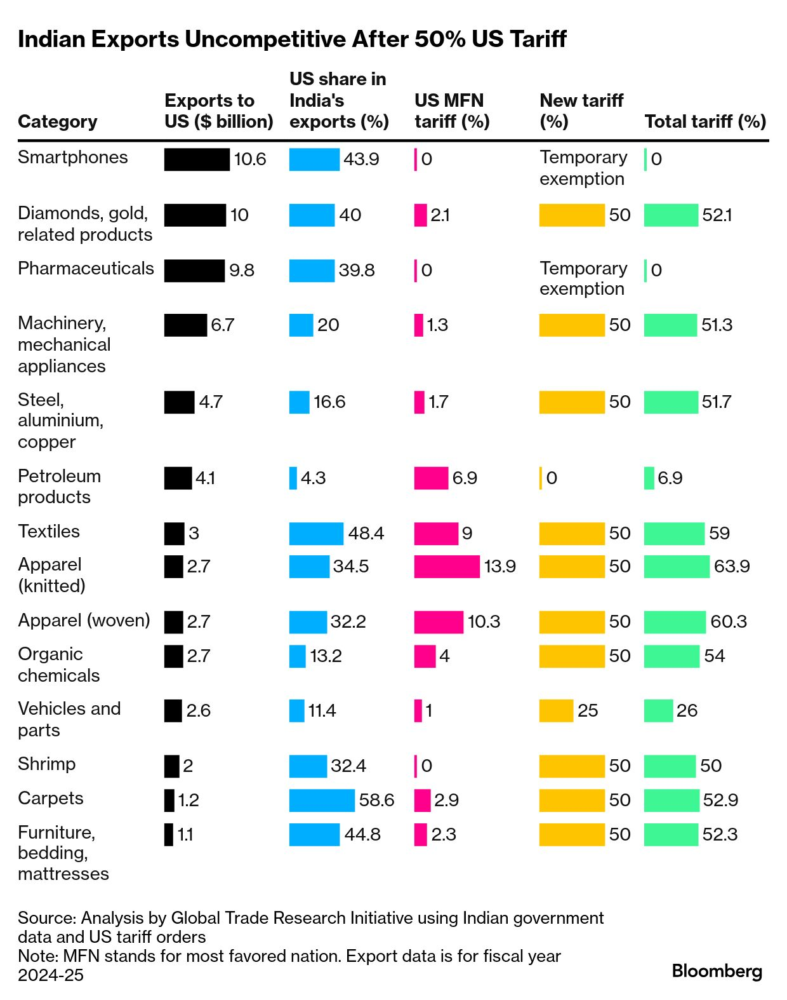 Indian Exports Uncompetitive After 50% US Tariff
Category
Exports to
US ($ billion)
US share in
India's
exports (%)
US MFN
tariff (%)
New tariff
(%)
Total tariff (%)
Smartphones 10.6 43.9 0 Temporary 0
exemption
Diamonds, gold, 10 40 2.1 50 52.1
related products
Pharmaceuticals 9.8 39.8 0 Temporary 0
exemption
Machinery, 6.7 20 1.3 50 51.3
mechanical
appliances
Steel, 4.7 16.6 1.7 50 51.7
aluminium,
copper
Petroleum 4.1 4.3 6.9 0 6.9
products
Textiles 3 48.4 9 50 59
Apparel 2.7 34.5 13.9 50 63.9
(knitted)
Apparel (woven) 2.7 32.2 10.3 50 60.3
Organic 2.7 13.2 4 50 54
chemicals
Vehicles and 2.6 11.4 1 25 26
parts
Shrimp 2 32.4 0 50 50
Carpets 1.2 58.6 2.9 50 52.9
Furniture, 1.1 44.8 2.3 50 52.3
bedding,
mattresses
Source: Analysis by Global Trade Research Initiative using Indian government
data and US tariff orders
Note: MFN stands for most favored nation. Export data is for fiscal year
2024-25
Bloomberg